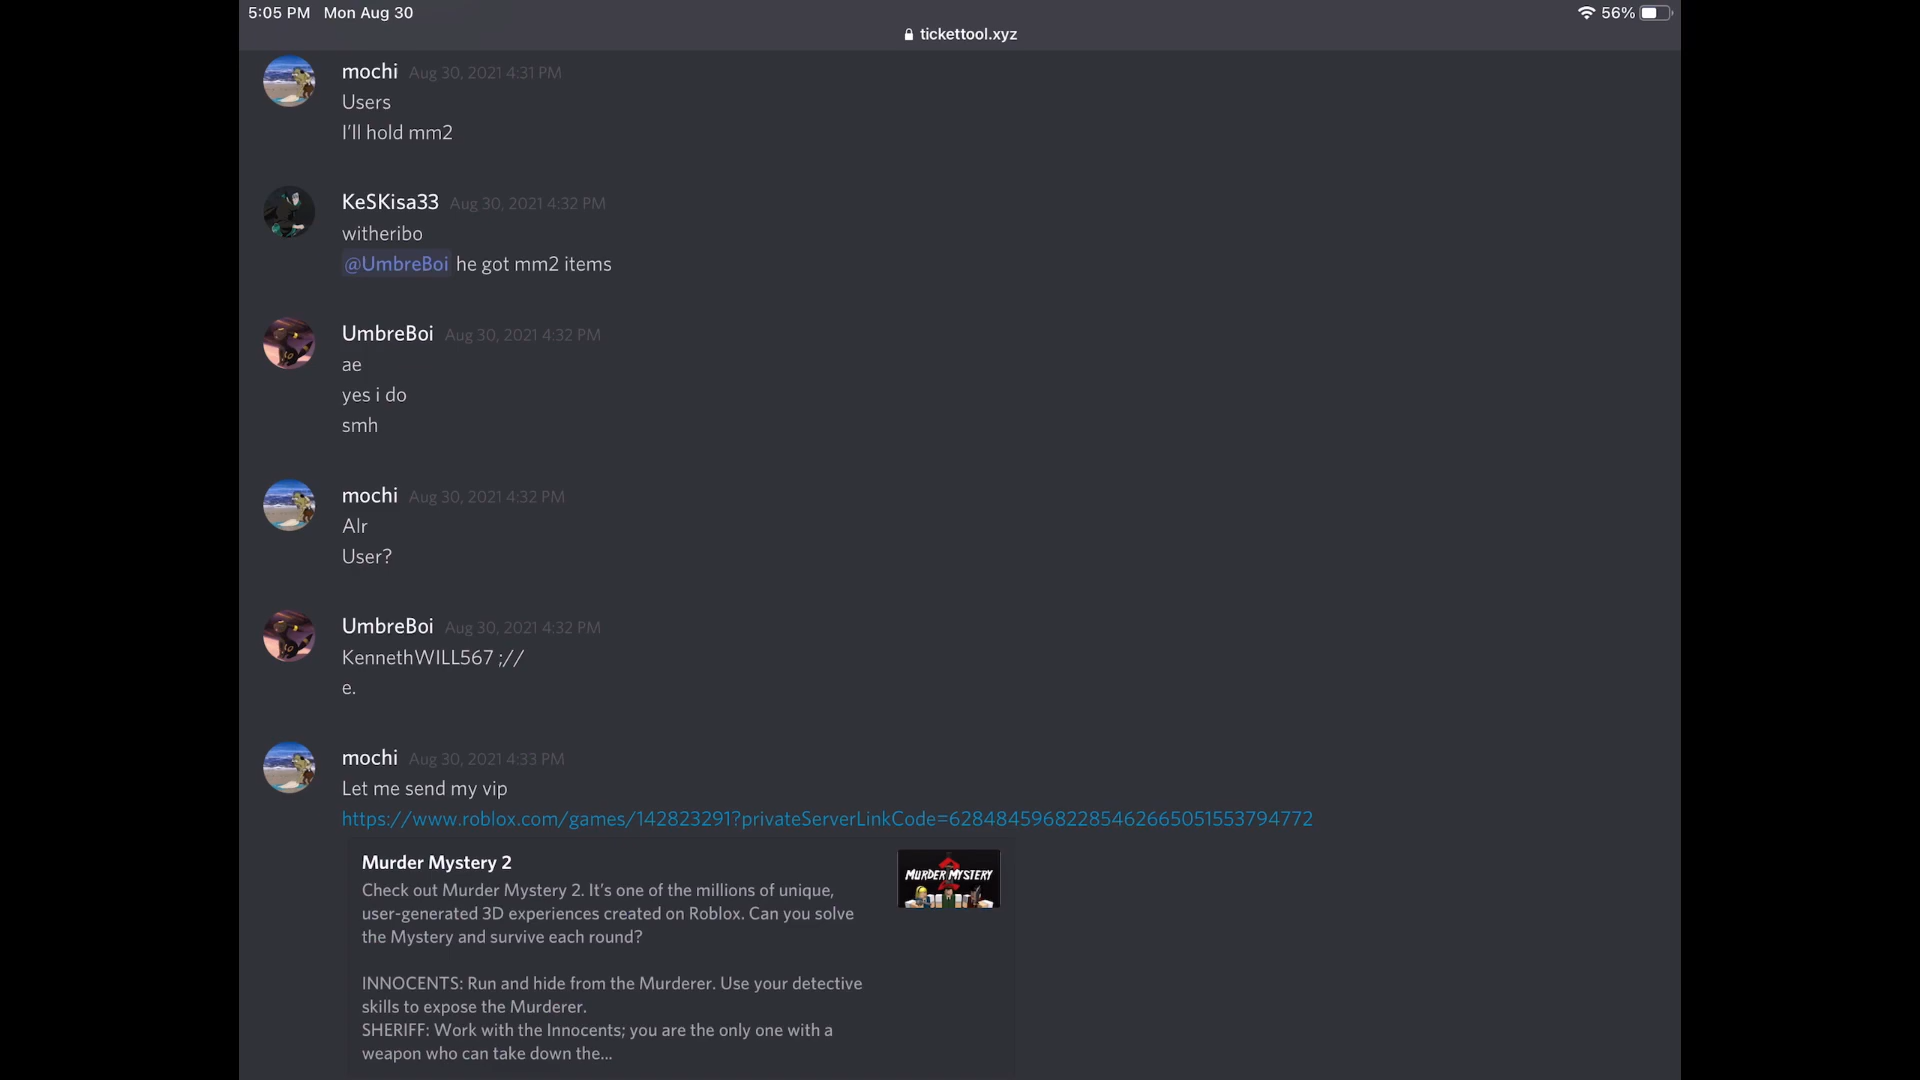 5:05 PM Mon Aug 30
56%
tickettool.xyz
mochi Aug 30, 2021 4:31 PM
Users
I'll hold mm2
KeSKisa33 Aug 30, 2021 4:32 PM
witheribo
@UmbreBoi he got mm2 items
UmbreBoi Aug 30, 2021 4:32 PM
ae
yes i do
smh
mochi Aug 30, 2021 4:32 PM
Alr
User?
UmbreBoi Aug 30, 2021 4:32 PM
KennethWILL567 ;//
e.
mochi Aug 30, 2021 4:33 PM
Let me send my vip
https://www.roblox.com/games/142823291?privateServerLinkCode=62848459682285462665051553794772
Murder Mystery 2
Check out Murder Mystery 2. It's one of the millions of unique,
user-generated 3D experiences created on Roblox. Can you solve
the Mystery and survive each round?
INNOCENTS: Run and hide from the Murderer. Use your detective
skills to expose the Murderer.
SHERIFF: Work with the Innocents; you are the only one with a
weapon who can take down the...
MURDER MYSTERY
2